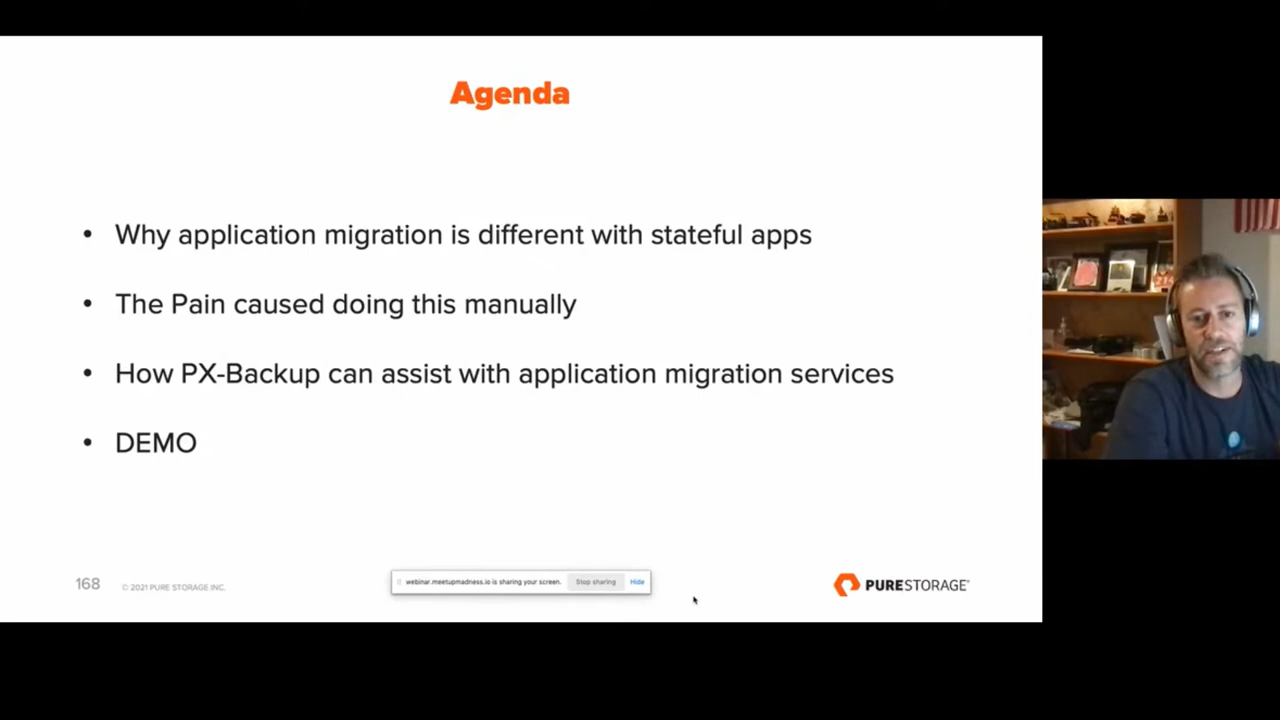 Agenda
• Why application migration is different with stateful apps
• The Pain caused doing this manually
• How PX-Backup can assist with application migration services
• DEMO
168 © 2021 PURE STORAGE INC.
webinar.meetupmadness.io is sharing your screen. Stop sharing Hide
PURESTORAGE®